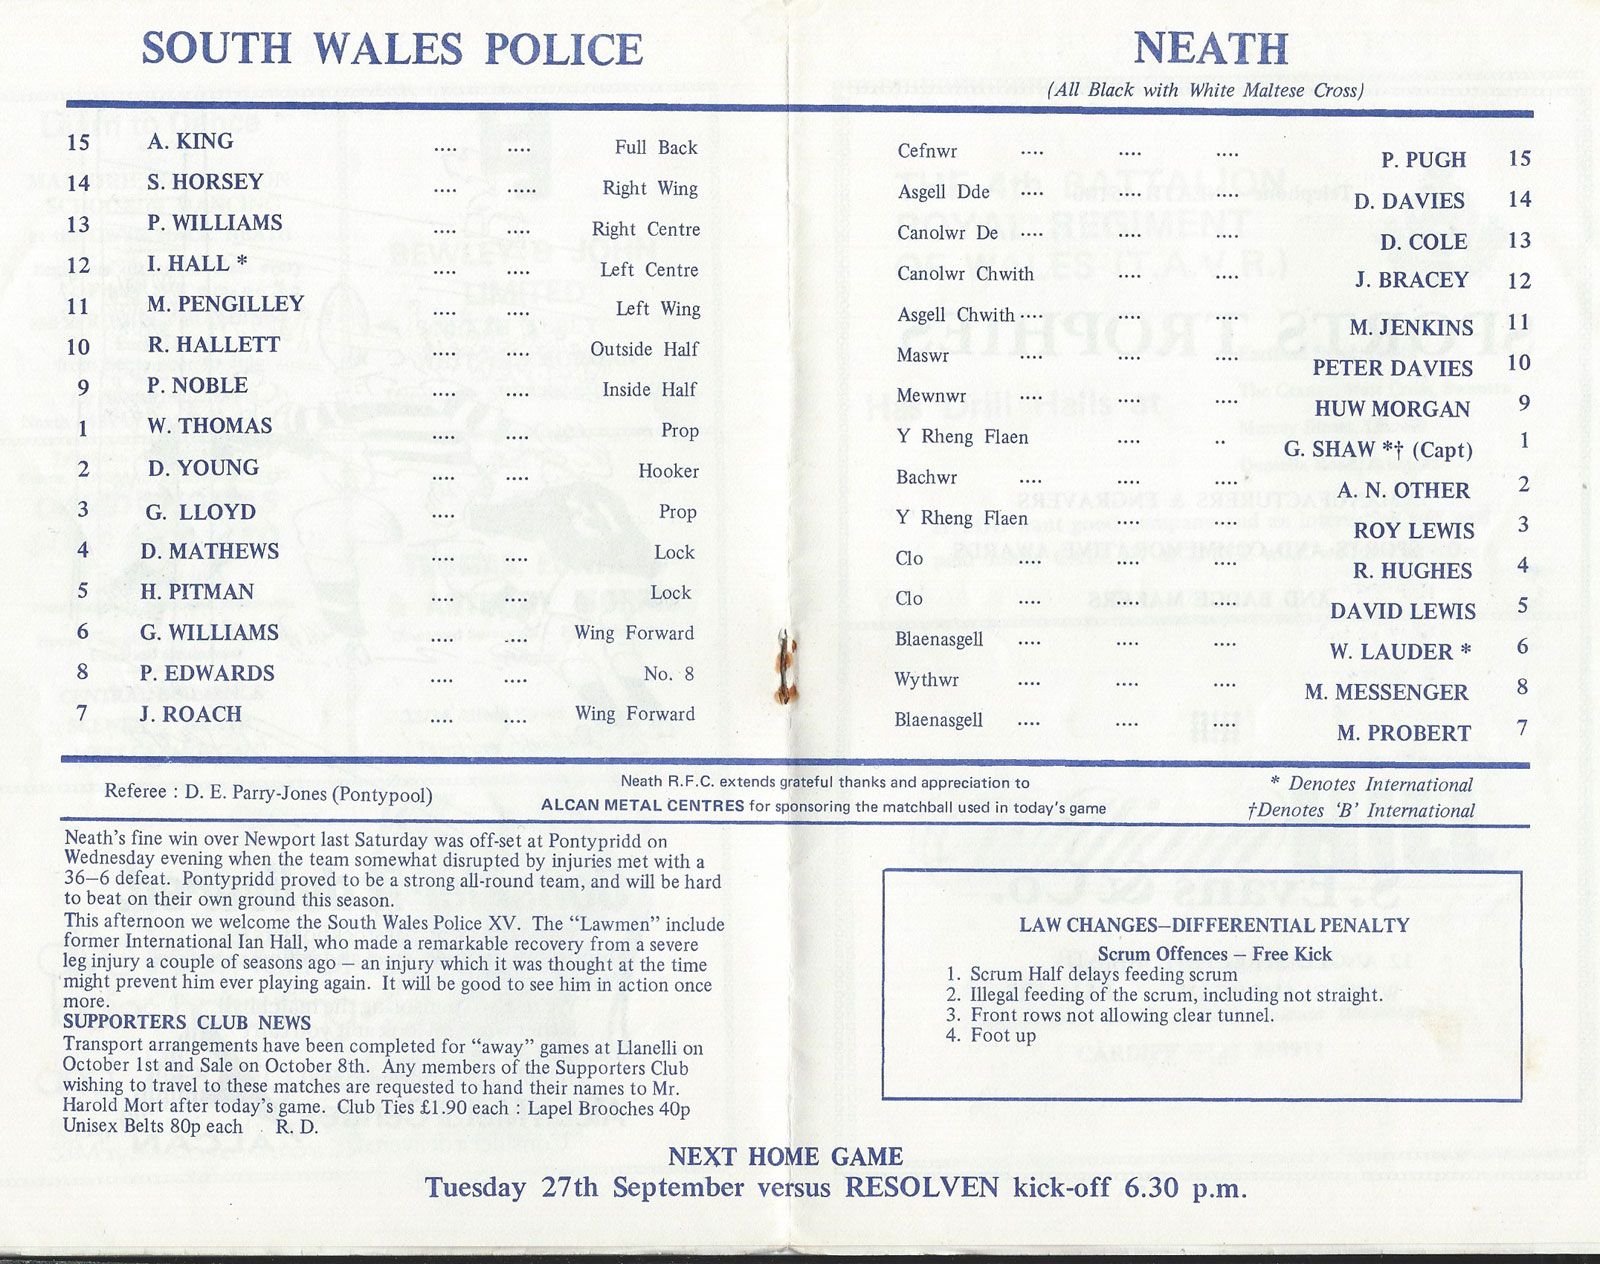 SOUTH WALES POLICE
15 A. KING .... .... Full Back
14 S. HORSEY .... ..... Right Wing
13 P. WILLIAMS .... .... Right Centre
12 I. HALL * .... .... Left Centre
11 M. PENGILLEY .... .... Left Wing
10 R. HALLETT .... .... Outside Half
9 P. NOBLE .... .... Inside Half
1 W. THOMAS .... .... Prop
2 D. YOUNG .... .... Hooker
3 G. LLOYD .... Prop
4 D. MATHEWS .... .... Lock
5 H. PITMAN .... .... Lock
6 G. WILLIAMS .... .... Wing Forward
8 P. EDWARDS .... .... No. 8
7 J. ROACH .... .... Wing Forward
NEATH
(All Black with White Maltese Cross)
Cefnwr .... .... .... P. PUGH 15
Asgell Dde .... .... .... D. DAVIES 14
Canolwr De .... .... .... D. COLE 13
Canolwr Chwith .... .... J. BRACEY 12
Asgell Chwith .... .... .... M. JENKINS 11
Maswr .... .... .... PETER DAVIES 10
Mewnwr .... .... .... HUW MORGAN 9
Y Rheng Flaen .... .. G. SHAW *† (Capt) 1
Bachwr .... .... .... A. N. OTHER 2
Y Rheng Flaen .... .... ROY LEWIS 3
Clo .... .... .... R. HUGHES 4
Clo .... .... .... DAVID LEWIS 5
Blaenasgell .... .... .... W. LAUDER * 6
Wythwr .... .... .... M. MESSENGER 8
Blaenasgell .... .... .... M. PROBERT 7
Referee : D. E. Parry-Jones (Pontypool)
Neath R.F.C. extends grateful thanks and appreciation to
ALCAN METAL CENTRES for sponsoring the matchball used in today's game
* Denotes International
†Denotes 'B' International
Neath's fine win over Newport last Saturday was off-set at Pontypridd on
Wednesday evening when the team somewhat disrupted by injuries met with a
36–6 defeat. Pontypridd proved to be a strong all-round team, and will be hard
to beat on their own ground this season.
This afternoon we welcome the South Wales Police XV. The "Lawmen" include
former International Ian Hall, who made a remarkable recovery from a severe
leg injury a couple of seasons ago – an injury which it was thought at the time
might prevent him ever playing again. It will be good to see him in action once
more.
SUPPORTERS CLUB NEWS
Transport arrangements have been completed for "away" games at Llanelli on
October 1st and Sale on October 8th. Any members of the Supporters Club
wishing to travel to these matches are requested to hand their names to Mr.
Harold Mort after today's game. Club Ties £1.90 each : Lapel Brooches 40p
Unisex Belts 80p each R. D.
LAW CHANGES–DIFFERENTIAL PENALTY
Scrum Offences – Free Kick
1. Scrum Half delays feeding scrum
2. Illegal feeding of the scrum, including not straight.
3. Front rows not allowing clear tunnel.
4. Foot up
NEXT HOME GAME
Tuesday 27th September versus RESOLVEN kick-off 6.30 p.m.